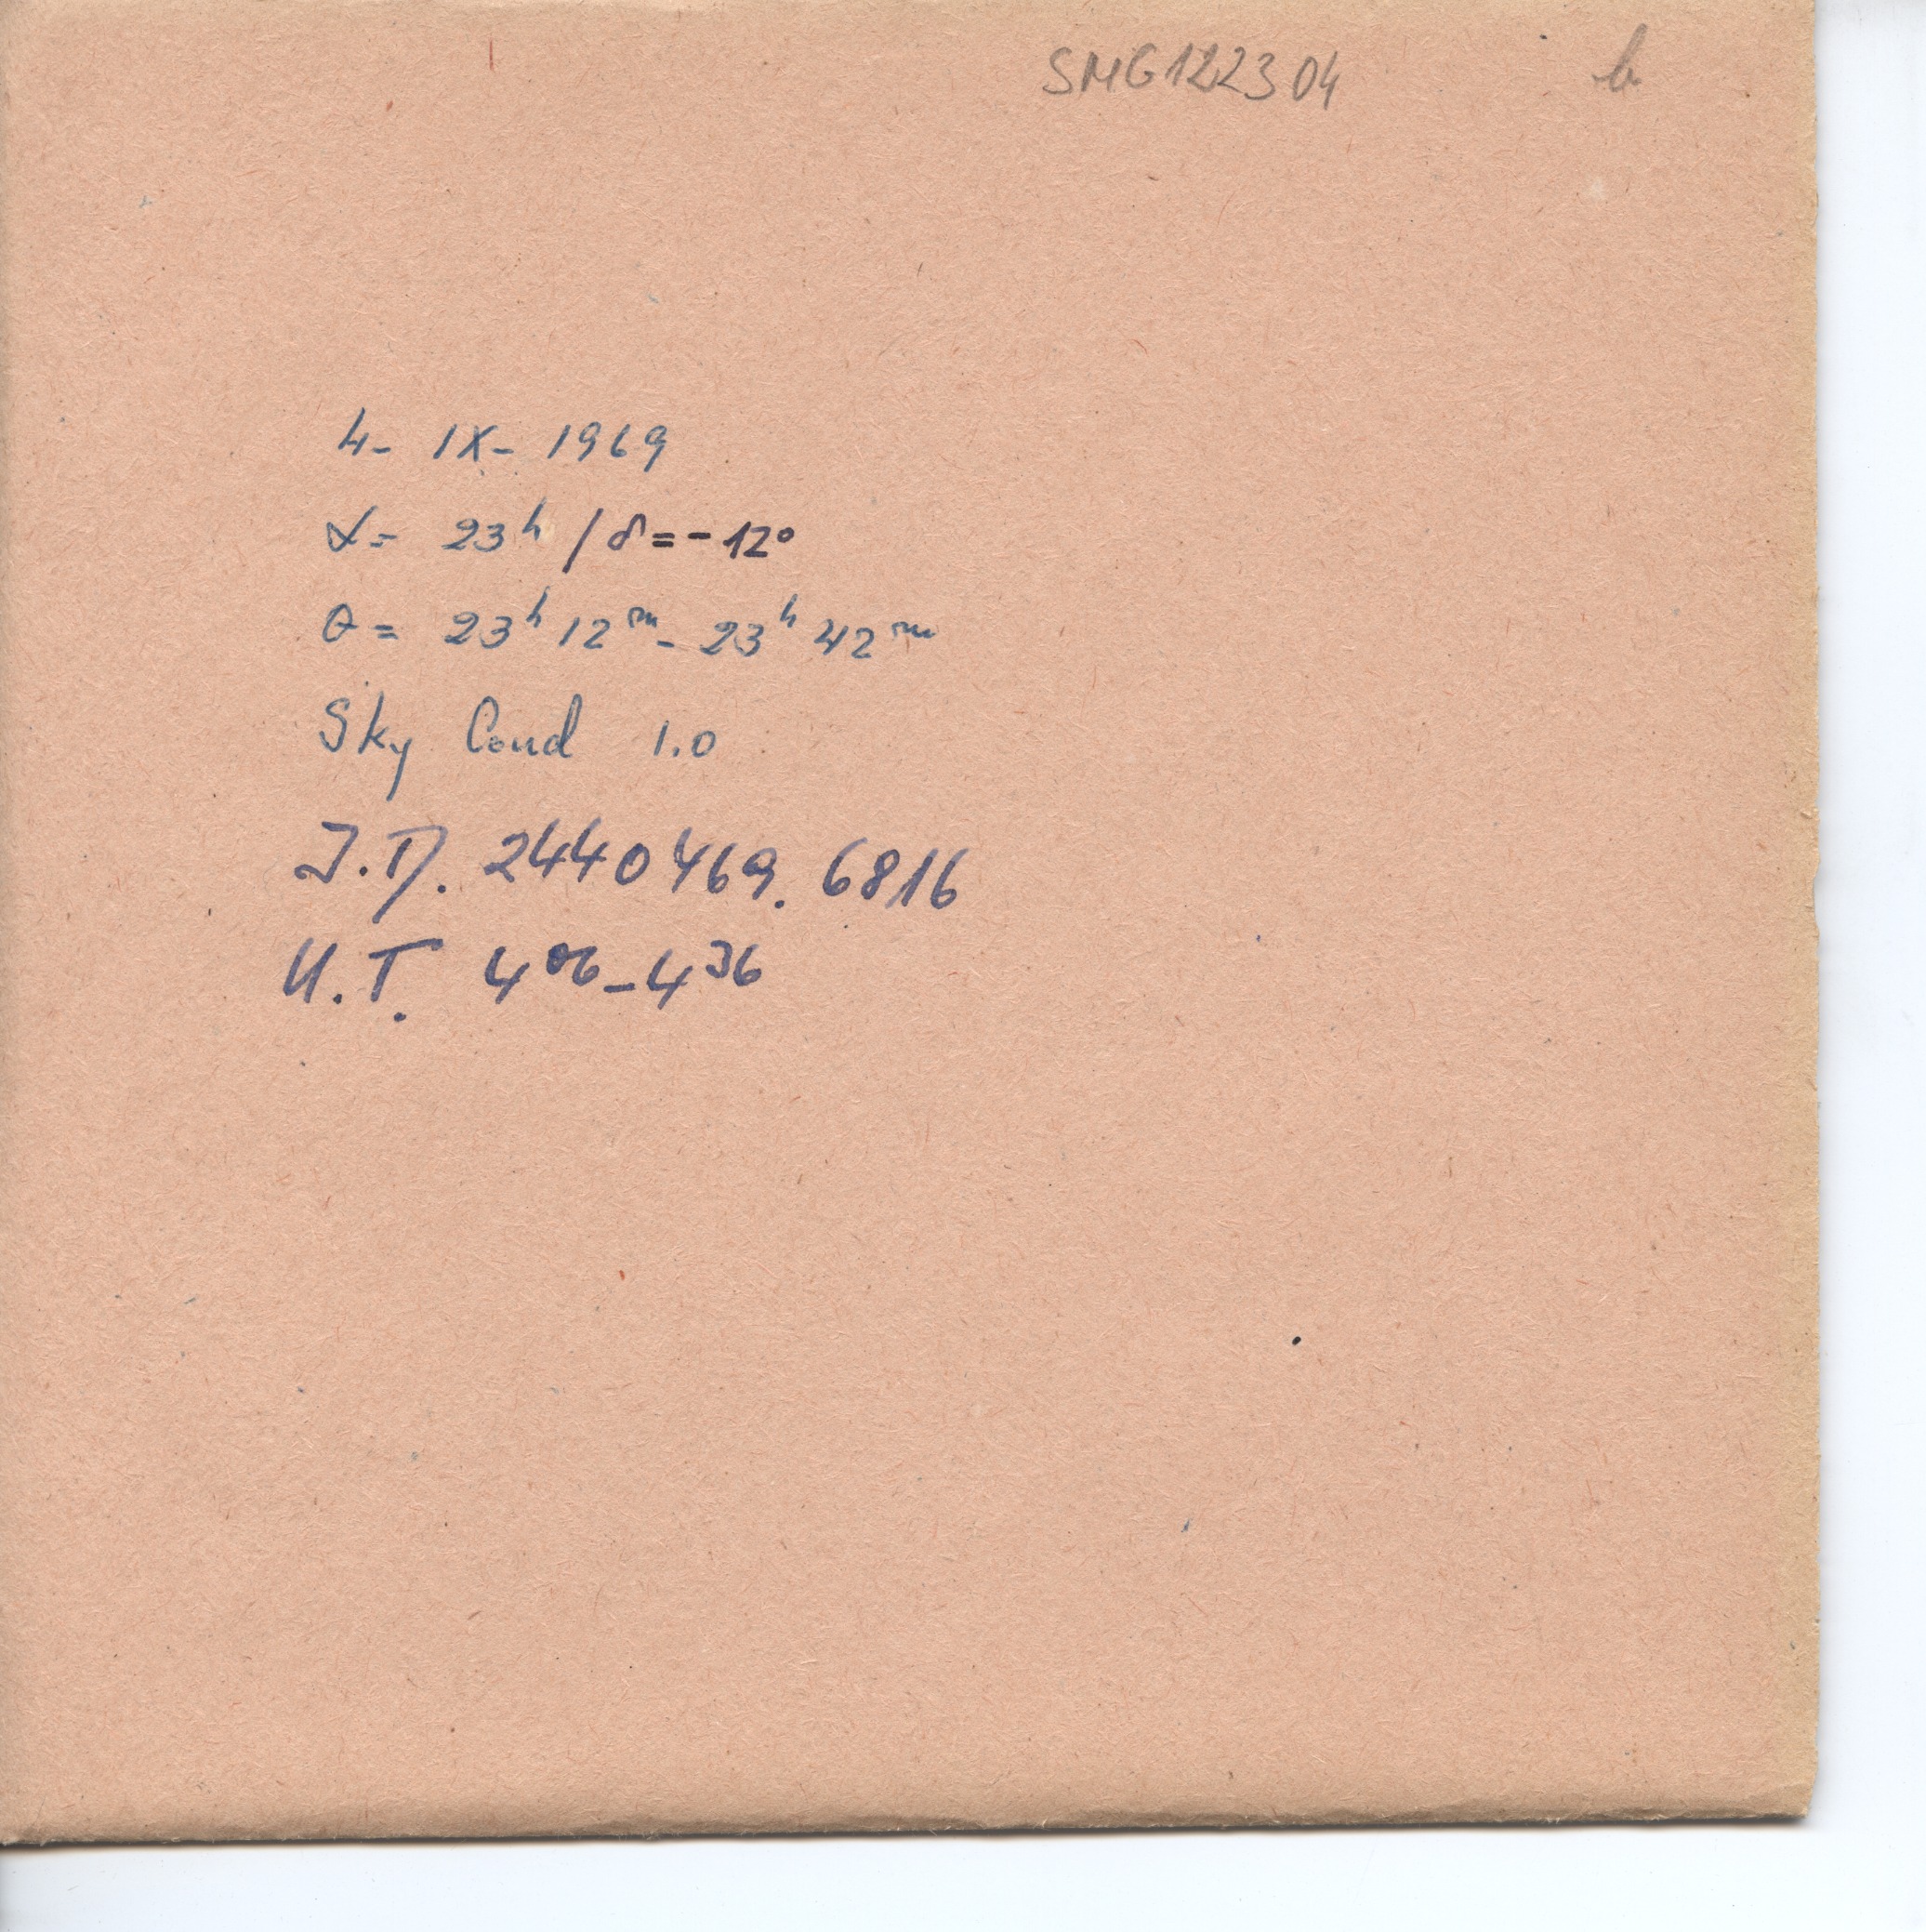 SMG122304 b
4- IX- 1969
α= 23ʰ / δ=-12°
θ= 23ʰ 12ᵐ- 23ʰ 42ᵐ
Sky Cond 1.0
J.D. 2440469.6816
U.T. 4⁰⁶-4³⁶